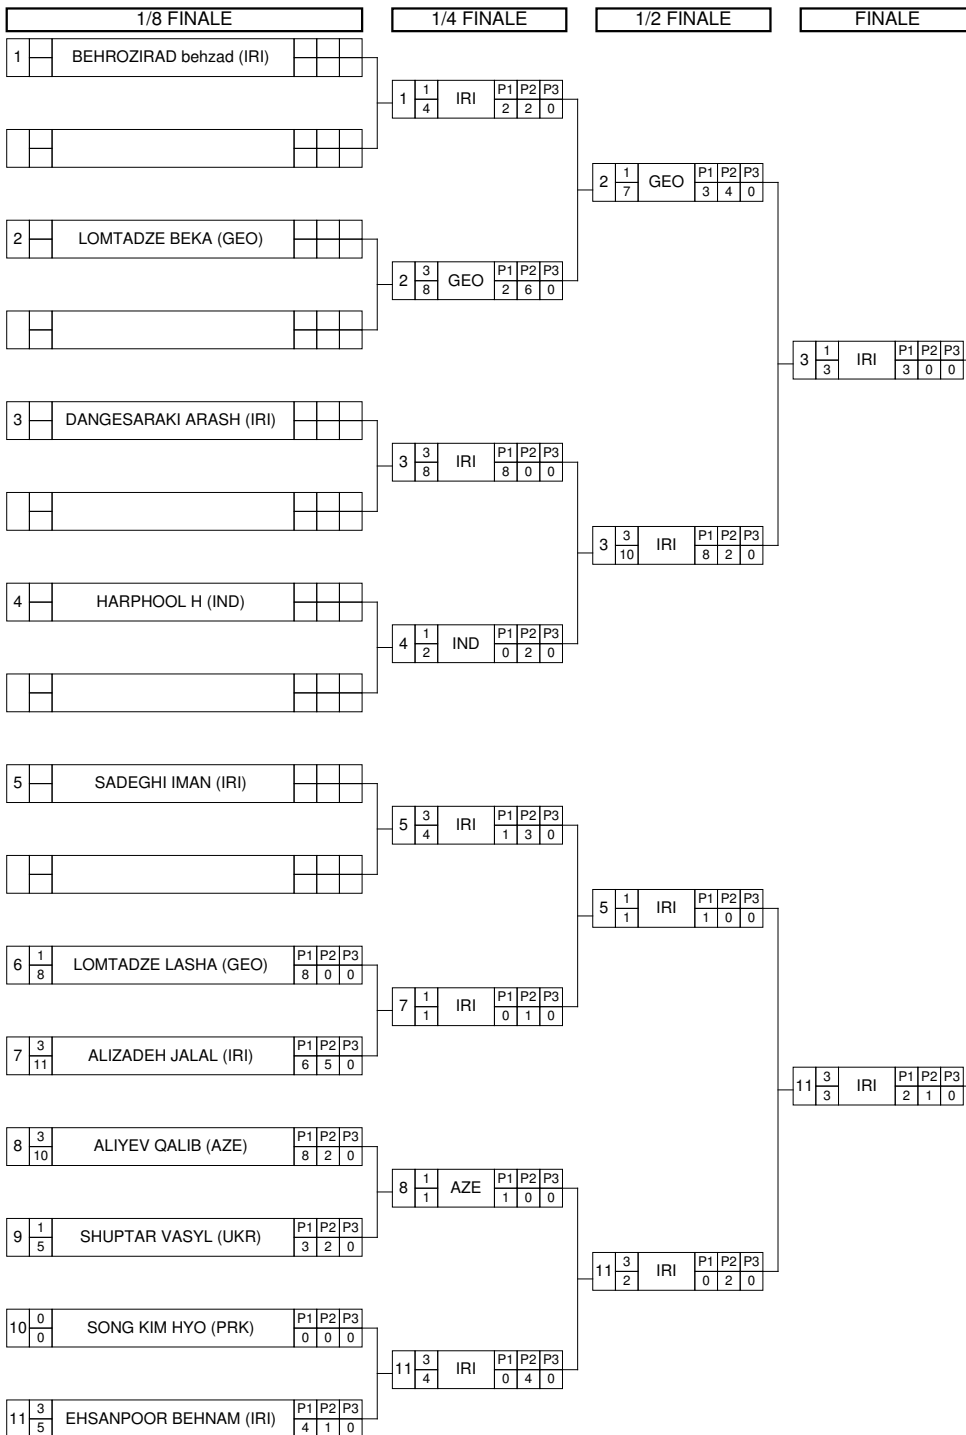 1/8 FINALE 1/4 FINALE 1/2 FINALE FINALE
1 BEHROZIRAD behzad (IRI)
1 1 4 IRI P1 P2 P3 2 2 0
2 1 7 GEO P1 P2 P3 3 4 0
2 LOMTADZE BEKA (GEO)
2 3 8 GEO P1 P2 P3 2 6 0
3 1 3 IRI P1 P2 P3 3 0 0
3 DANGESARAKI ARASH (IRI)
3 3 8 IRI P1 P2 P3 8 0 0
3 3 10 IRI P1 P2 P3 8 2 0
4 HARPHOOL H (IND)
4 1 2 IND P1 P2 P3 0 2 0
5 SADEGHI IMAN (IRI)
5 3 4 IRI P1 P2 P3 1 3 0
5 1 1 IRI P1 P2 P3 1 0 0
6 1 8 LOMTADZE LASHA (GEO) P1 P2 P3 8 0 0
7 1 1 IRI P1 P2 P3 0 1 0
7 3 11 ALIZADEH JALAL (IRI) P1 P2 P3 6 5 0
11 3 3 IRI P1 P2 P3 2 1 0
8 3 10 ALIYEV QALIB (AZE) P1 P2 P3 8 2 0
8 1 1 AZE P1 P2 P3 1 0 0
9 1 5 SHUPTAR VASYL (UKR) P1 P2 P3 3 2 0
11 3 2 IRI P1 P2 P3 0 2 0
10 0 0 SONG KIM HYO (PRK) P1 P2 P3 0 0 0
11 3 4 IRI P1 P2 P3 0 4 0
11 3 5 EHSANPOOR BEHNAM (IRI) P1 P2 P3 4 1 0